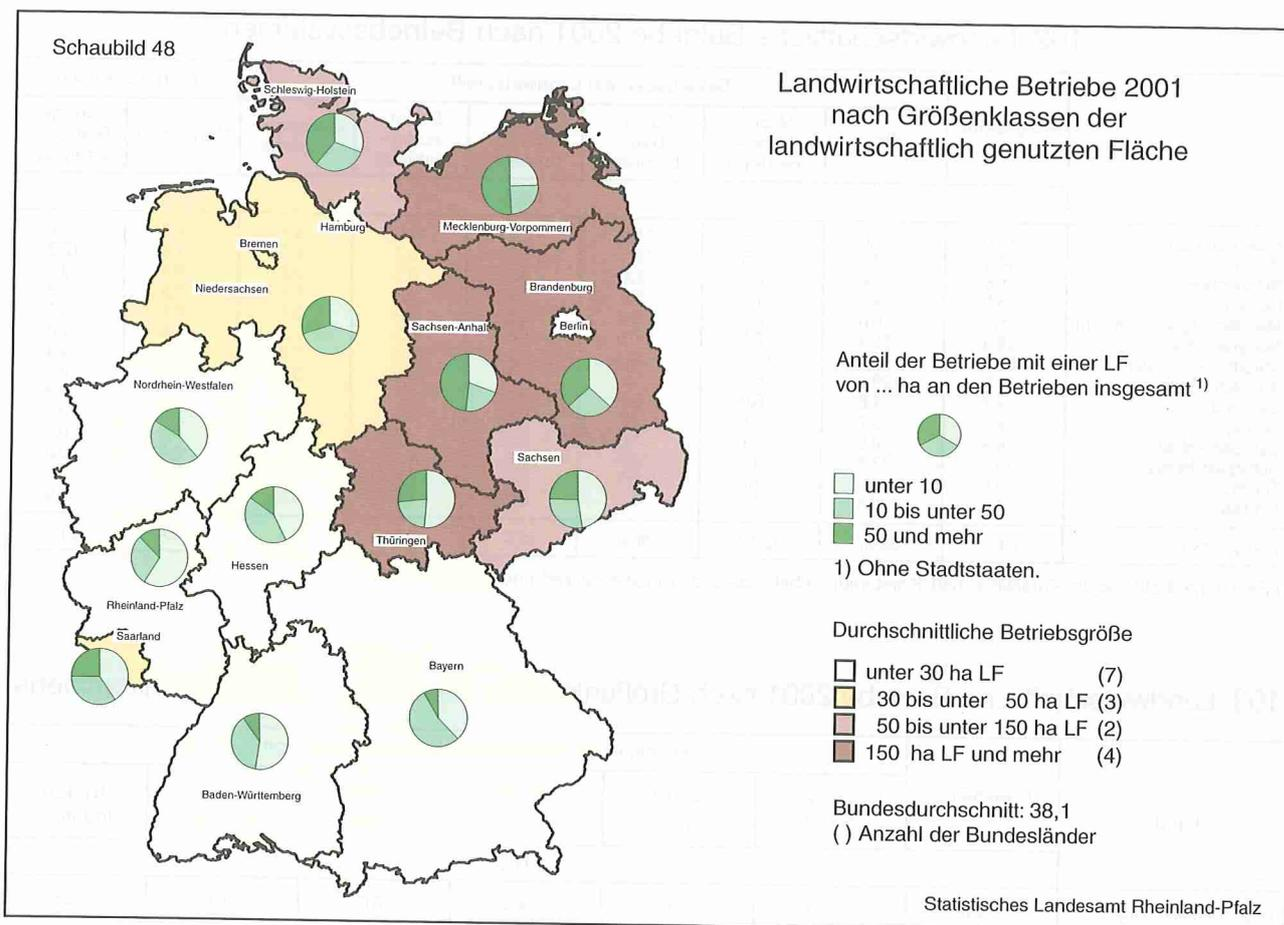 Schaubild 48
Landwirtschaftliche Betriebe 2001
nach Größenklassen der
landwirtschaftlich genutzten Fläche
Schleswig-Holstein
Hamburg
Mecklenburg-Vorpommern
Bremen
Niedersachsen
Brandenburg
Sachsen-Anhalt
Berlin
Nordrhein-Westfalen
Sachsen
Thüringen
Hessen
Rheinland-Pfalz
Saarland
Bayern
Baden-Württemberg
Anteil der Betriebe mit einer LF
von ... ha an den Betrieben insgesamt 1)
unter 10
10 bis unter 50
50 und mehr
1) Ohne Stadtstaaten.
Durchschnittliche Betriebsgröße
unter 30 ha LF (7)
30 bis unter 50 ha LF (3)
50 bis unter 150 ha LF (2)
150 ha LF und mehr (4)
Bundesdurchschnitt: 38,1
( ) Anzahl der Bundesländer
Statistisches Landesamt Rheinland-Pfalz